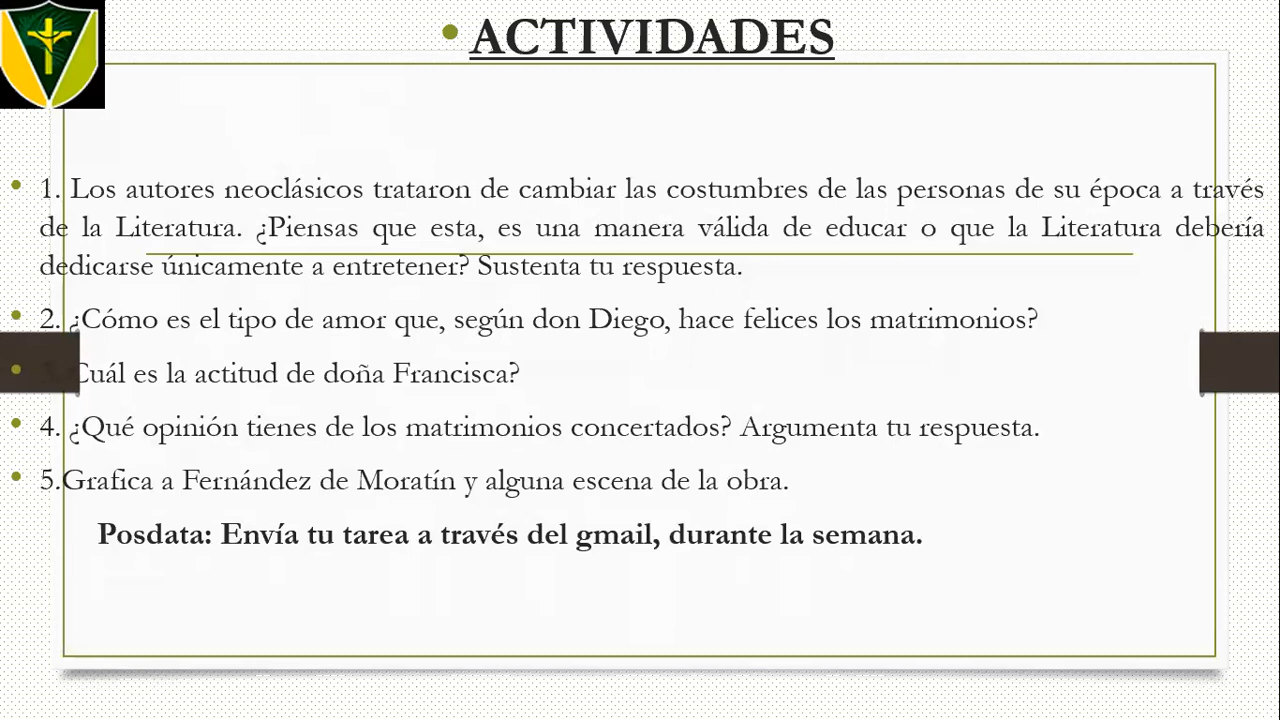 ACTIVIDADES
1. Los autores neoclásicos trataron de cambiar las costumbres de las personas de su época a través
de la Literatura. ¿Piensas que esta, es una manera válida de educar o que la Literatura debería
dedicarse únicamente a entretener? Sustenta tu respuesta.
2. ¿Cómo es el tipo de amor que, según don Diego, hace felices los matrimonios?
Cuál es la actitud de doña Francisca?
4. ¿Qué opinión tienes de los matrimonios concertados? Argumenta tu respuesta.
5.Grafica a Fernández de Moratín y alguna escena de la obra.
Posdata: Envía tu tarea a través del gmail, durante la semana.